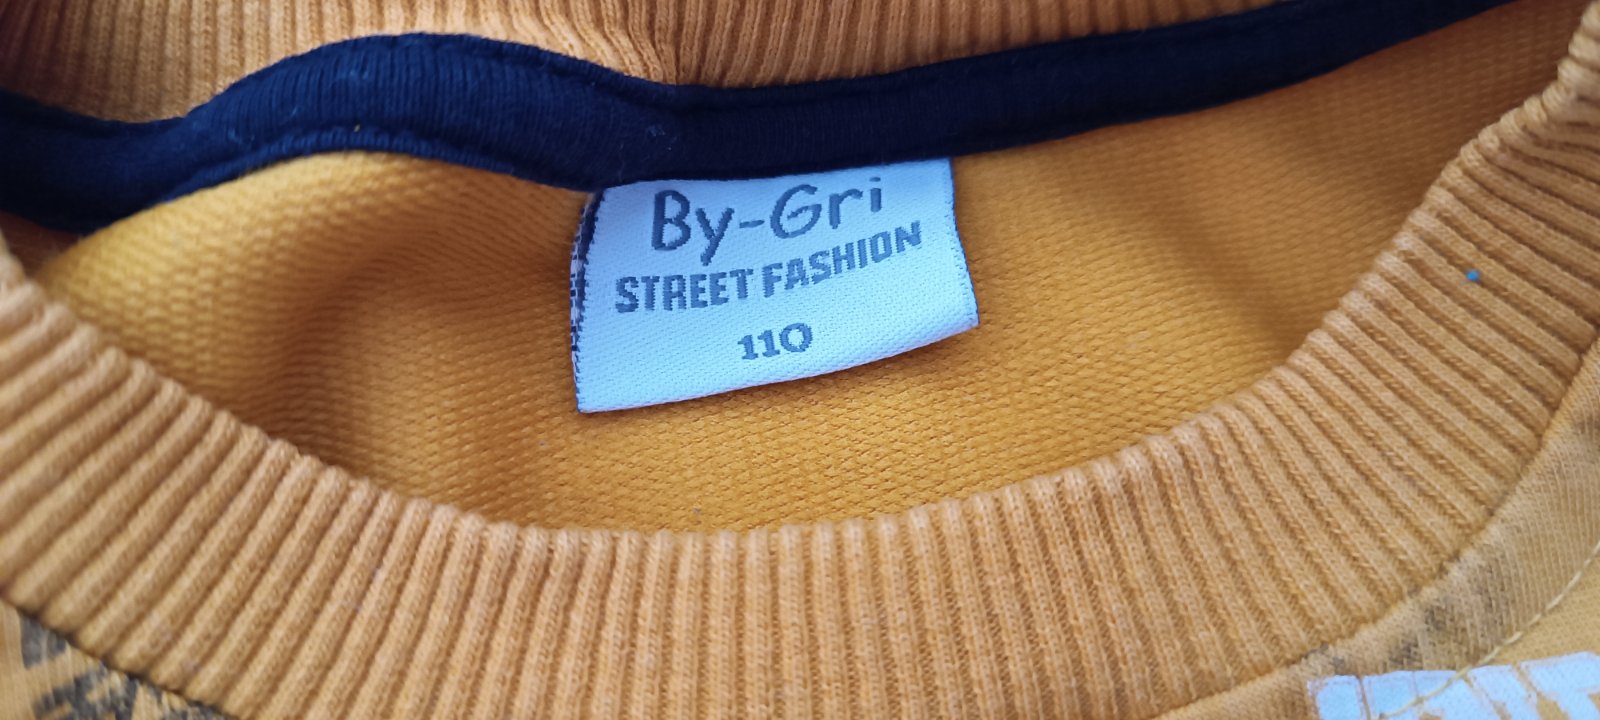 By-Gri
STREET FASHION
110